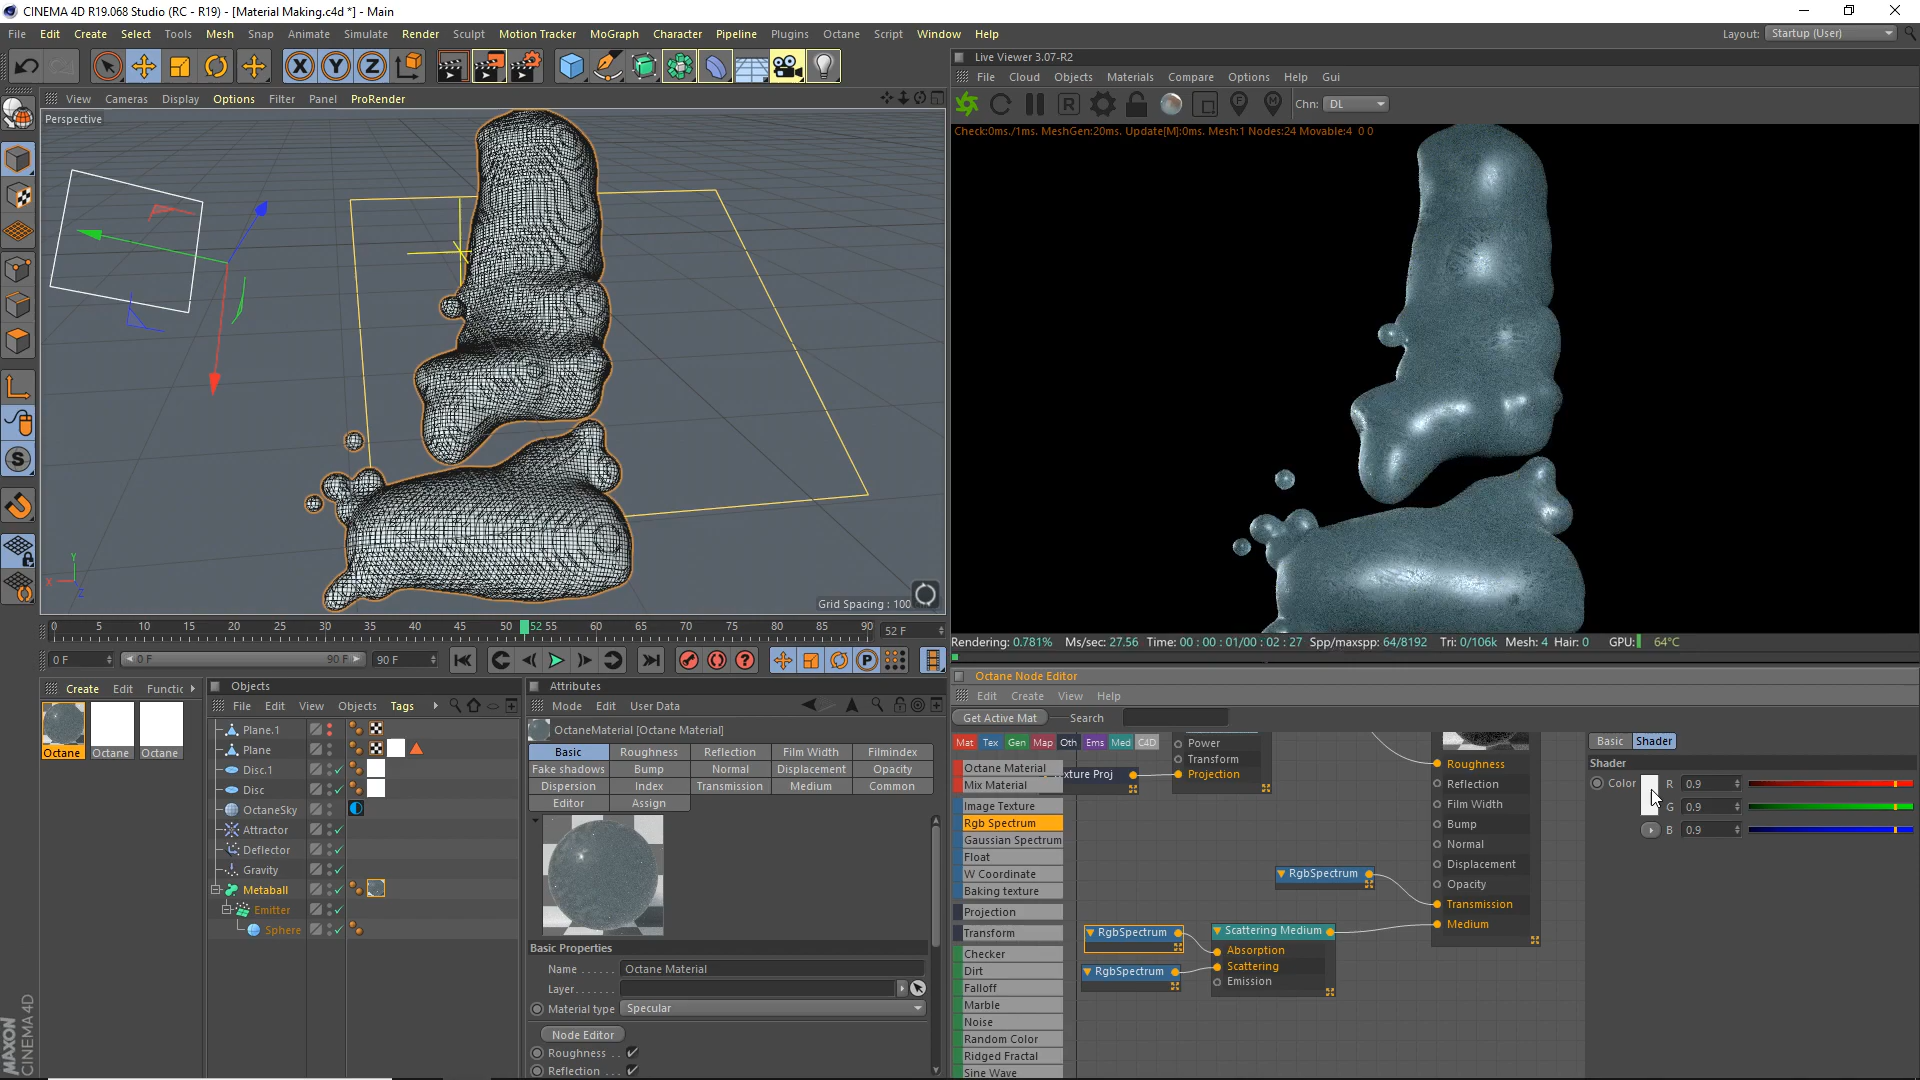 CINEMA 4D R19.068 Studio (RC - R19) - [Material Making.c4d *] - Main
File Edit Create Select Tools Mesh Snap Animate Simulate Render Sculpt Motion Tracker MoGraph Character Pipeline Plugins Octane Script Window Help Layout: Startup (User)
X Y Z
View Cameras Display Options Filter Panel ProRender
Perspective
Grid Spacing : 100
Live Viewer 3.07-R2
File Cloud Objects Materials Compare Options Help Gui
R Chn: DL
Check:0ms./1ms. MeshGen:20ms. Update[M]:0ms. Mesh:1 Nodes:24 Movable:4 0 0
Rendering: 0.781% Ms/sec: 27.56 Time: 00 : 00 : 01/00 : 02 : 27 Spp/maxspp: 64/8192 Tri: 0/106k Mesh: 4 Hair: 0 GPU: 64°C
0 5 10 15 20 25 30 35 40 45 50 52 55 60 65 70 75 80 85 90 52 F
0 F 0 F 90 F 90 F
Create Edit Functic
Octane Octane Octane
Objects
File Edit View Objects Tags
Plane.1
Plane
Disc.1
Disc
OctaneSky
Attractor
Deflector
Gravity
Metaball
Emitter
Sphere
MAXON CINEMA4D
Attributes
Mode Edit User Data
OctaneMaterial [Octane Material]
Basic Roughness Reflection Film Width Filmindex
Fake shadows Bump Normal Displacement Opacity
Dispersion Index Transmission Medium Common
Editor Assign
Basic Properties
Name ...... Octane Material
Layer.......
Material type Specular
Node Editor
Roughness ..
Reflection ..
Octane Node Editor
Edit Create View Help
Get Active Mat Search
Mat Tex Gen Map Oth Ems Med C4D
Octane Material
Mix Material
Image Texture
Rgb Spectrum
Gaussian Spectrum
Float
W Coordinate
Baking texture
Projection
Transform
Checker
Dirt
Falloff
Marble
Noise
Random Color
Ridged Fractal
Sine Wave
Power
Transform
Projection
xture Proj
RgbSpectrum
RgbSpectrum
RgbSpectrum
Scattering Medium
Absorption
Scattering
Emission
Roughness
Reflection
Film Width
Bump
Normal
Displacement
Opacity
Transmission
Medium
Basic Shader
Shader
Color R 0.9
G 0.9
B 0.9